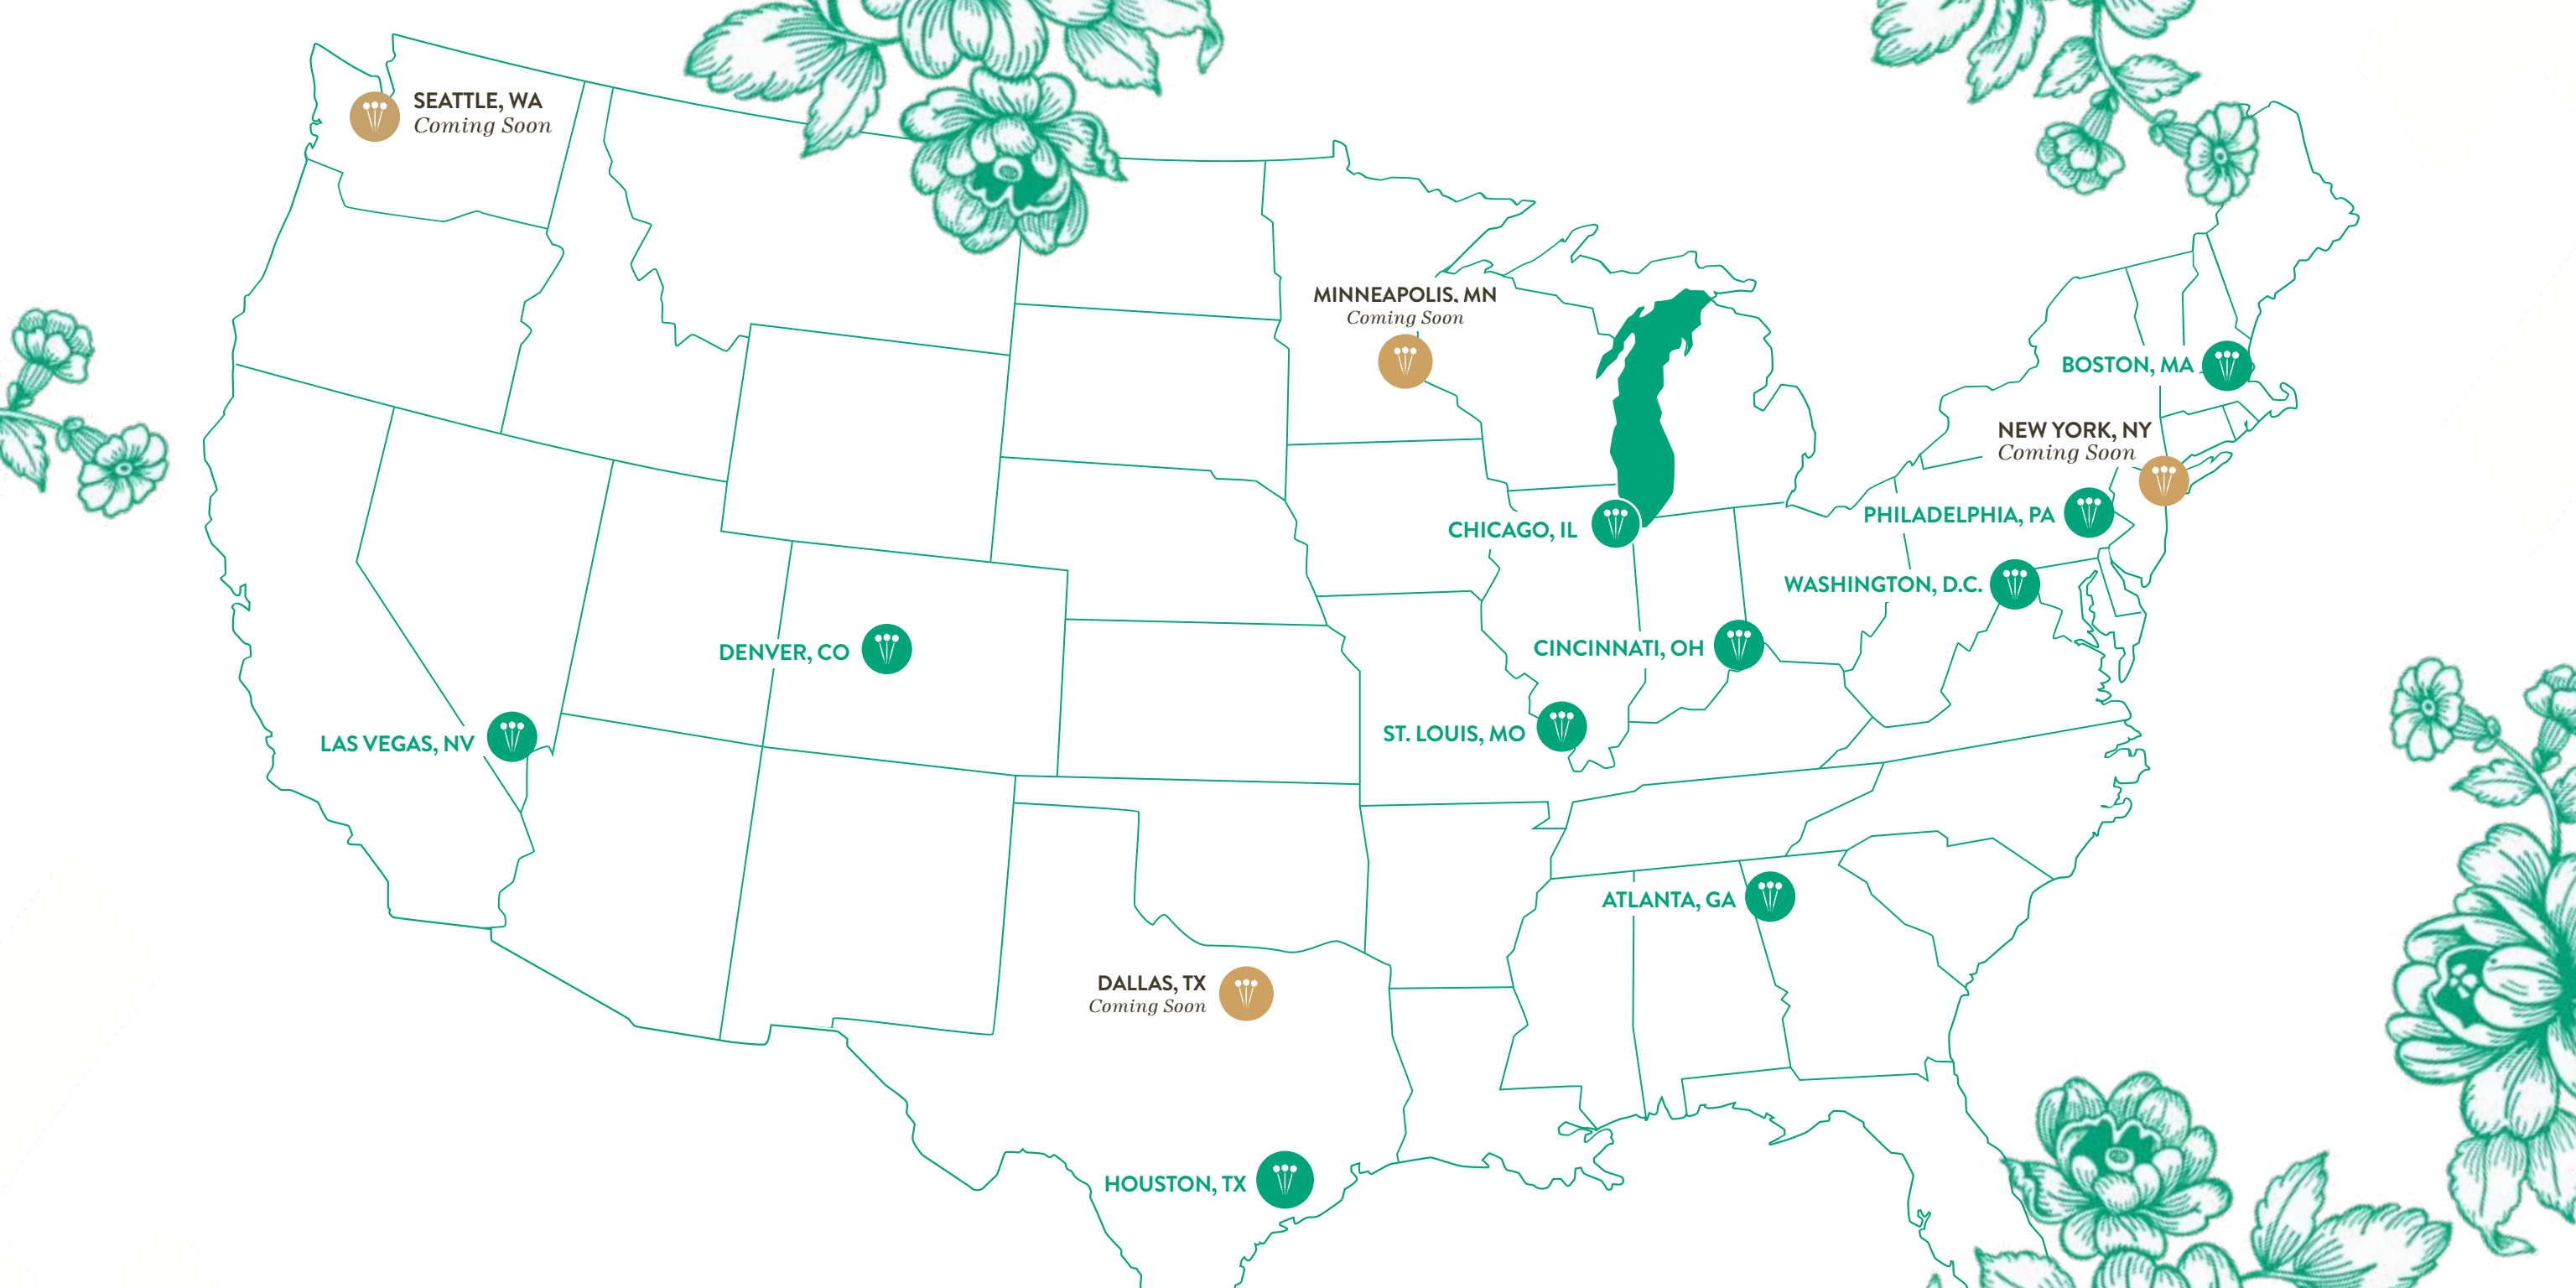 SEATTLE, WA
Coming Soon
MINNEAPOLIS, MN
Coming Soon
BOSTON, MA
NEW YORK, NY
Coming Soon
PHILADELPHIA, PA
CHICAGO, IL
WASHINGTON, D.C.
DENVER, CO
CINCINNATI, OH
LAS VEGAS, NV
ST. LOUIS, MO
ATLANTA, GA
DALLAS, TX
Coming Soon
HOUSTON, TX